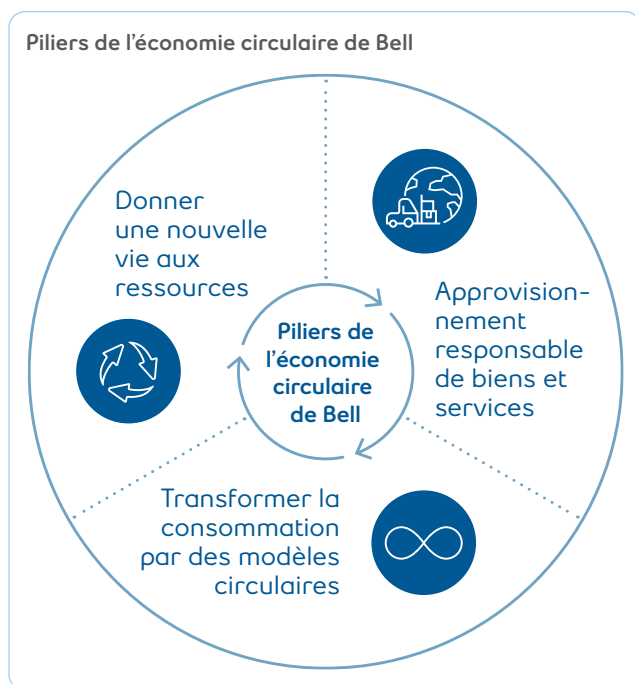 Piliers de l'économie circulaire de Bell
Donner
une nouvelle
vie aux
ressources
Approvision-
nement
responsable
de biens et
services
Piliers de
l'économie
circulaire
de Bell
Transformer la
consommation
par des modèles
circulaires